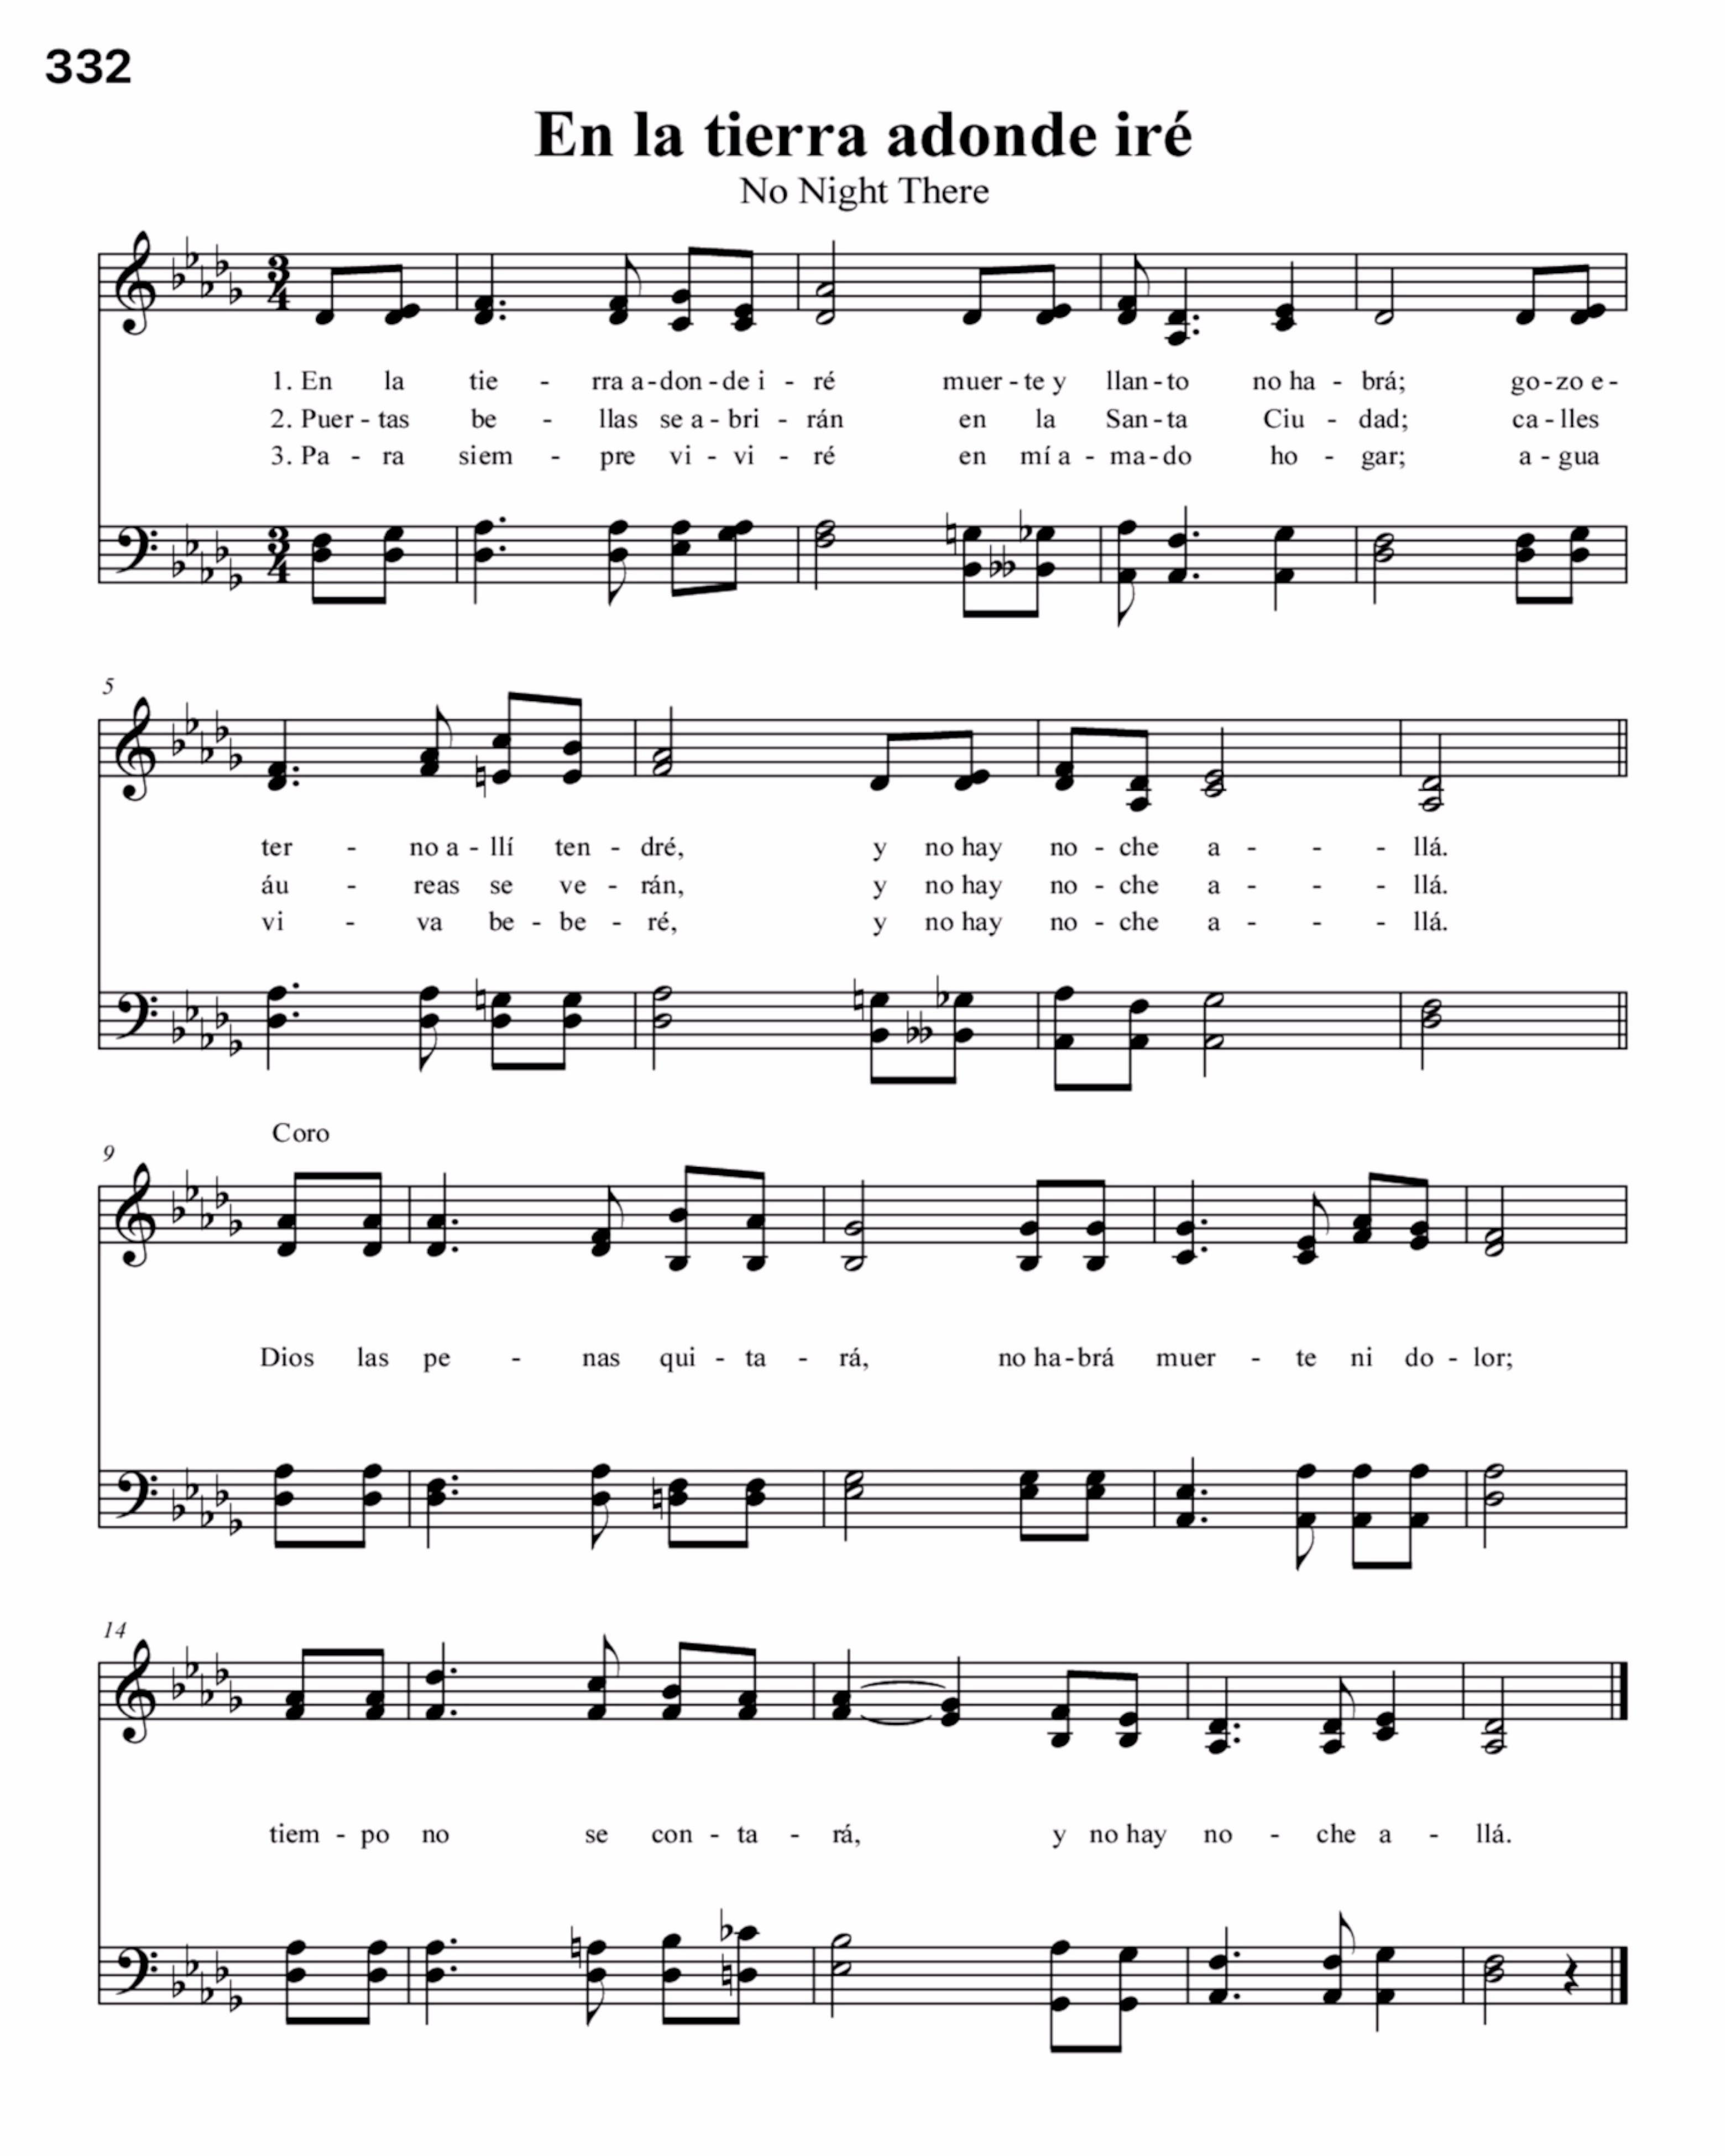 332
En la tierra adonde iré
No Night There
1. En la tie - rra a - don - de i - ré muer - te y llan - to no ha - brá; go - zo e -
2. Puer - tas be - llas se a - bri - rán en la San - ta Ciu - dad; ca - lles
3. Pa - ra siem - pre vi - vi - ré en mí a - ma - do ho - gar; a - gua
5
ter - no a - llí ten - dré, y no hay no - che a - - - llá.
áu - reas se ve - rán, y no hay no - che a - - - llá.
vi - va be - be - ré, y no hay no - che a - - - llá.
Coro
9
Dios las pe - nas qui - ta - rá, no ha - brá muer - te ni do - lor;
14
tiem - po no se con - ta - rá, y no hay no - che a - llá.